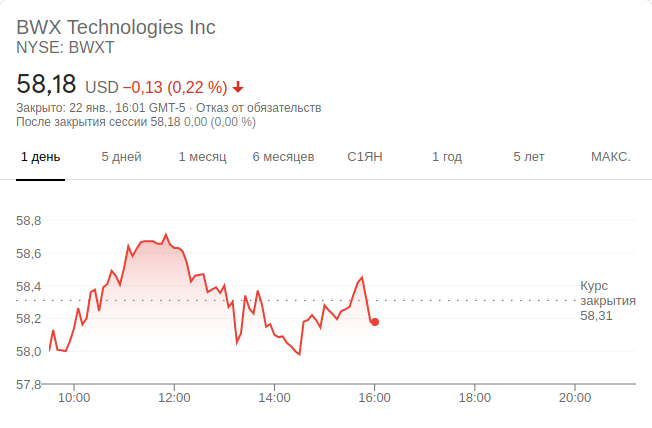 BWX Technologies Inc
NYSE: BWXT
58,18 USD −0,13 (0,22 %)
Закрыто: 22 янв., 16:01 GMT-5 · Отказ от обязательств
После закрытия сессии 58,18 0,00 (0,00 %)
1 день 5 дней 1 месяц 6 месяцев С1ЯН 1 год 5 лет МАКС.
58,8
58,6
58,4
58,2
58,0
57,8
Курс
закрытия
58,31
10:00 12:00 14:00 16:00 18:00 20:00